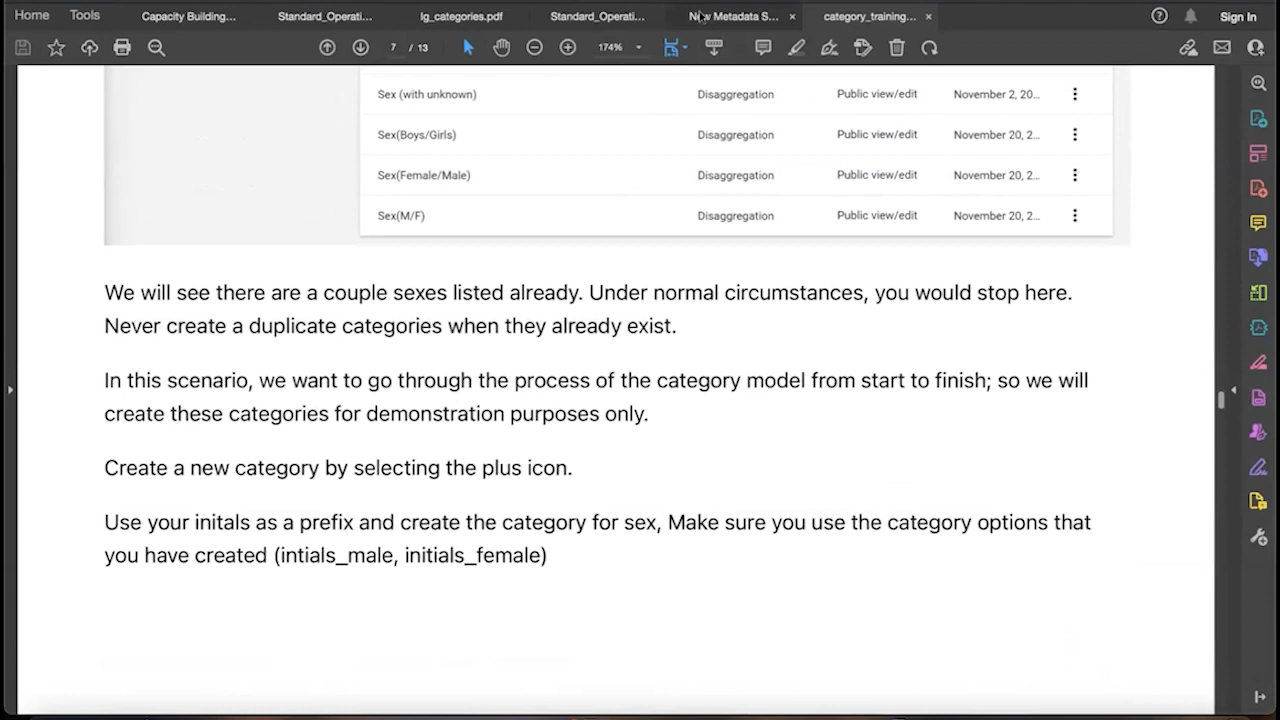 Capacity Building... Standard_Operati... lg_categories.pdf Standard_Operati... New Metadata S... × category_training... × ? Sign In
Home Tools
7 / 13 174%
Sex (with unknown) Disaggregation Public view/edit November 2, 20...
Sex(Boys/Girls) Disaggregation Public view/edit November 20, 2...
Sex(Female/Male) Disaggregation Public view/edit November 20, 2...
Sex(M/F) Disaggregation Public view/edit November 20, 2...
We will see there are a couple sexes listed already. Under normal circumstances, you would stop here.
Never create a duplicate categories when they already exist.
In this scenario, we want to go through the process of the category model from start to finish; so we will
create these categories for demonstration purposes only.
Create a new category by selecting the plus icon.
Use your initals as a prefix and create the category for sex, Make sure you use the category options that
you have created (intials_male, initials_female)